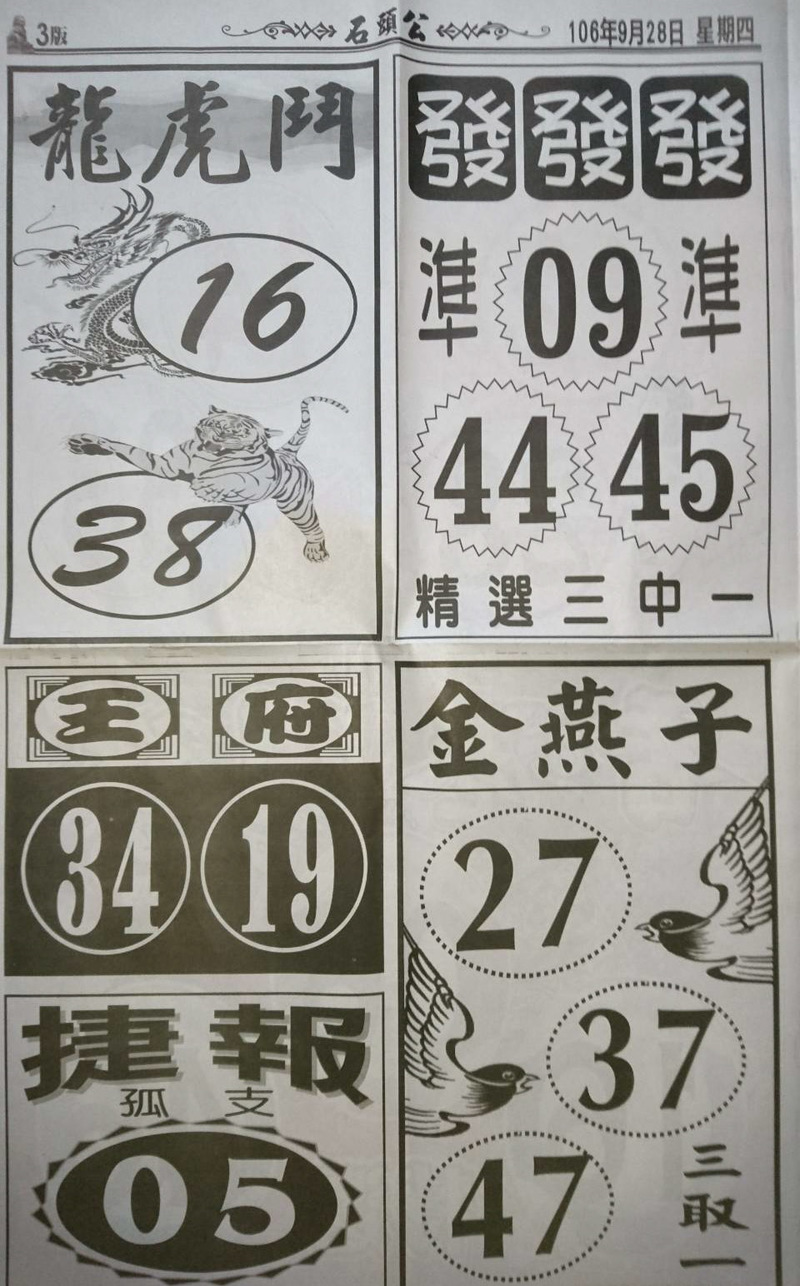 3版
石頭公
106年9月28日 星期四
龍虎鬥
16
38
發發發
準 09 準
44 45
精選三中一
王府
34 19
捷報
孤支
05
金燕子
27
37
47
三取一